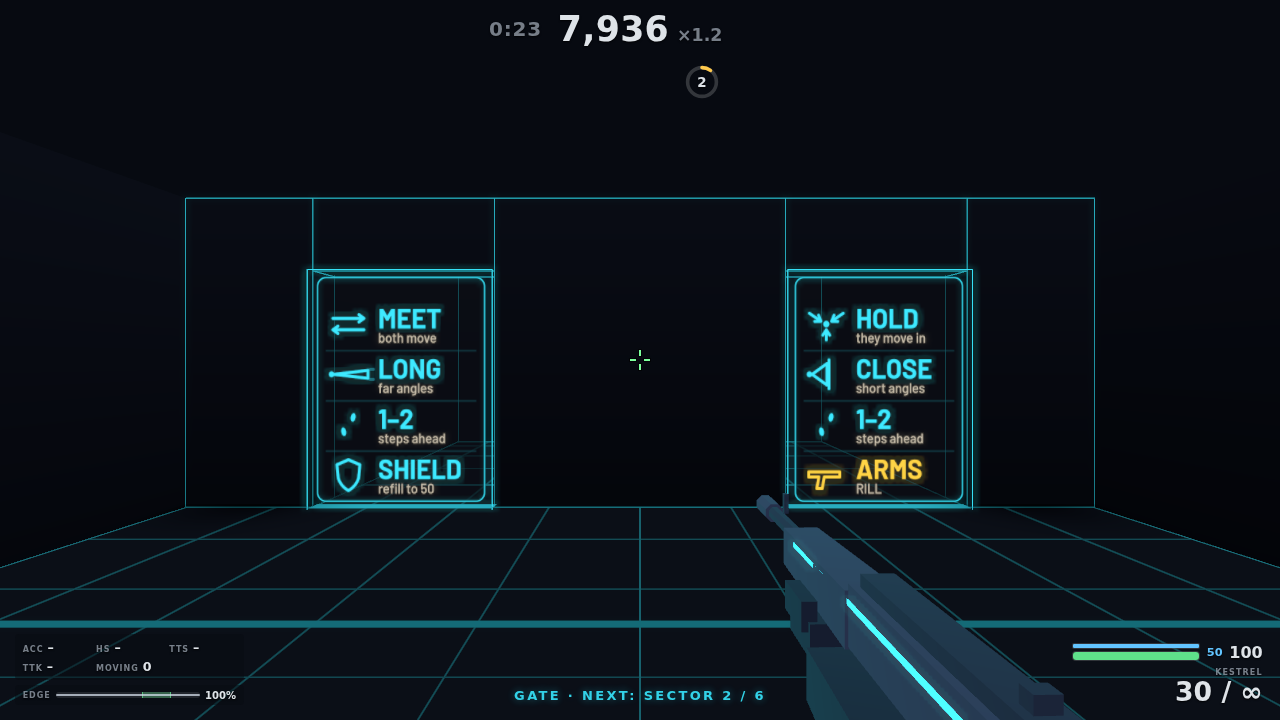 0:23 7,936 ×1.2
2
MEET
both move
LONG
far angles
1–2
steps ahead
SHIELD
refill to 50
HOLD
they move in
CLOSE
short angles
1–2
steps ahead
ARMS
RILL
ACC – HS – TTS –
TTK – MOVING 0
EDGE 100%
GATE · NEXT: SECTOR 2 / 6
50 100
KESTREL
30 / ∞